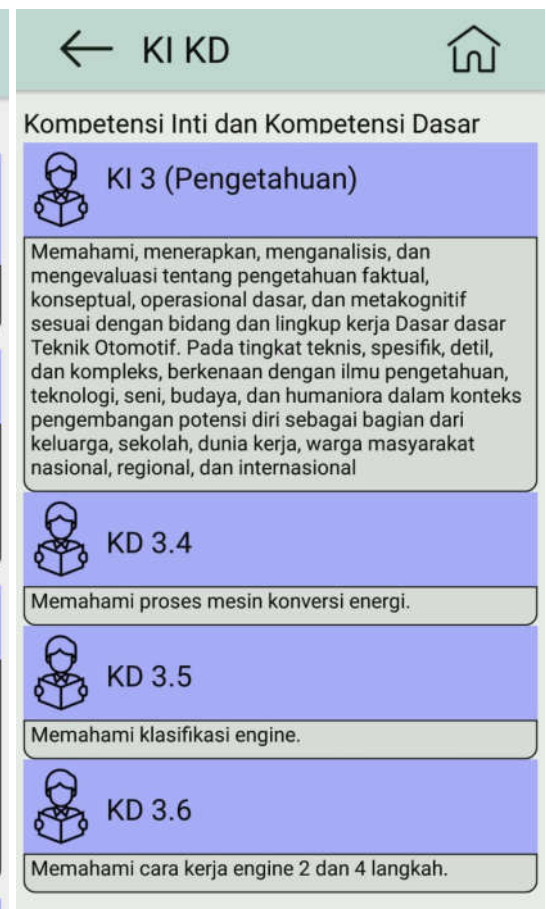 KI KD
Kompetensi Inti dan Kompetensi Dasar
KI 3 (Pengetahuan)
Memahami, menerapkan, menganalisis, dan
mengevaluasi tentang pengetahuan faktual,
konseptual, operasional dasar, dan metakognitif
sesuai dengan bidang dan lingkup kerja Dasar dasar
Teknik Otomotif. Pada tingkat teknis, spesifik, detil,
dan kompleks, berkenaan dengan ilmu pengetahuan,
teknologi, seni, budaya, dan humaniora dalam konteks
pengembangan potensi diri sebagai bagian dari
keluarga, sekolah, dunia kerja, warga masyarakat
nasional, regional, dan internasional
KD 3.4
Memahami proses mesin konversi energi.
KD 3.5
Memahami klasifikasi engine.
KD 3.6
Memahami cara kerja engine 2 dan 4 langkah.